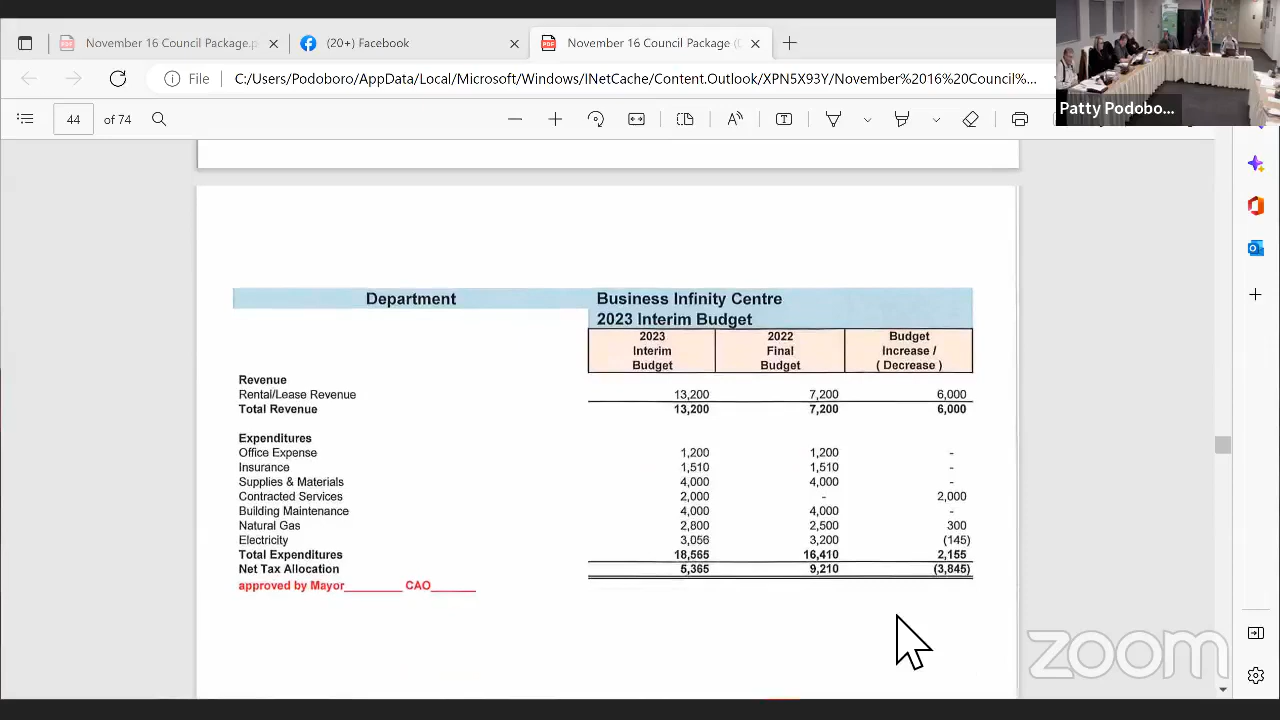 November 16 Council Package.p
(20+) Facebook
November 16 Council Package (
File
C:/Users/Podoboro/AppData/Local/Microsoft/Windows/INetCache/Content.Outlook/XPN5X93Y/November%2016%20Council%...
Patty Podobo...
44 of 74
Department Business Infinity Centre
2023 Interim Budget
2023 2022 Budget
Interim Final Increase /
Budget Budget ( Decrease )
Revenue
Rental/Lease Revenue 13,200 7,200 6,000
Total Revenue 13,200 7,200 6,000
Expenditures
Office Expense 1,200 1,200 -
Insurance 1,510 1,510 -
Supplies & Materials 4,000 4,000 -
Contracted Services 2,000 - 2,000
Building Maintenance 4,000 4,000 -
Natural Gas 2,800 2,500 300
Electricity 3,056 3,200 (145)
Total Expenditures 18,565 16,410 2,155
Net Tax Allocation 5,365 9,210 (3,845)
approved by Mayor_________ CAO_______
zoom